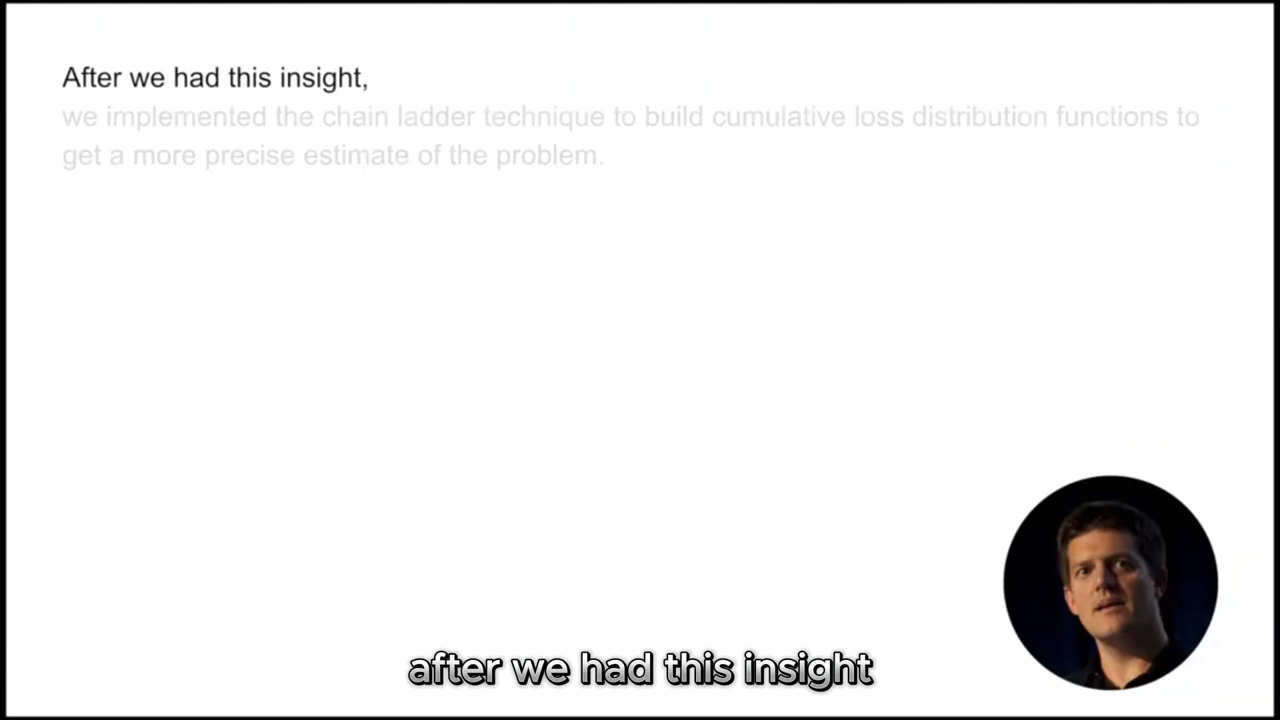 After we had this insight,
we implemented the chain ladder technique to build cumulative loss distribution functions to
get a more precise estimate of the problem.
after we had this insight